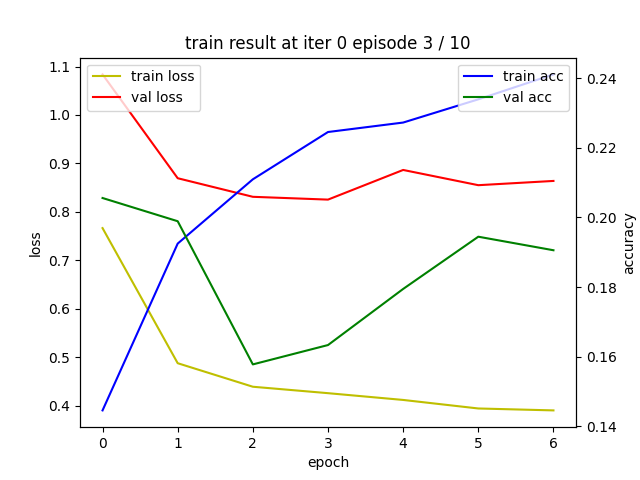 train result at iter 0 episode 3 / 10
train loss
val loss
train acc
val acc
1.1
1.0
0.9
0.8
0.7
0.6
0.5
0.4
loss
0.24
0.22
0.20
0.18
0.16
0.14
accuracy
0 1 2 3 4 5 6
epoch